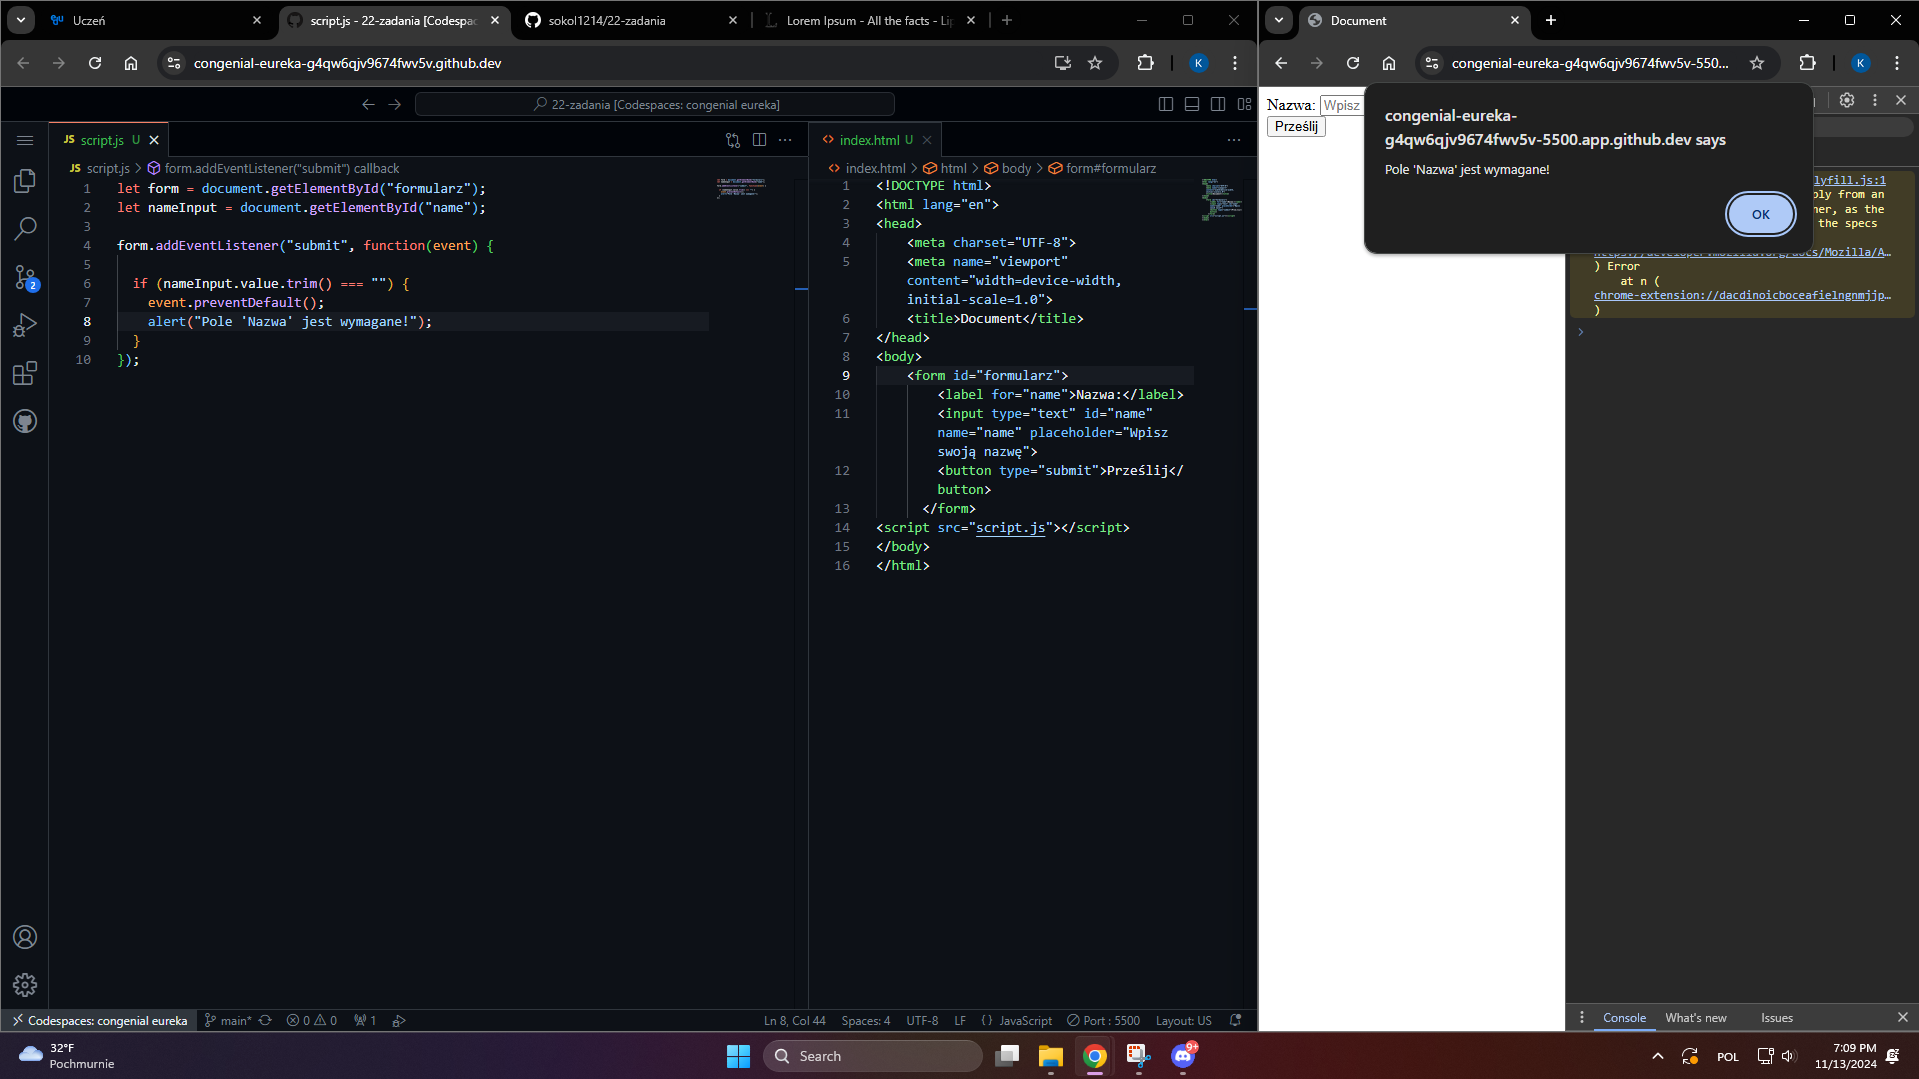 Uczeń
script.js - 22-zadania [Codespac
sokol1214/22-zadania
Lorem Ipsum - All the facts - Li
Document
congenial-eureka-g4qw6qjv9674fwv5v.github.dev
K
congenial-eureka-g4qw6qjv9674fwv5v-550...
K
22-zadania [Codespaces: congenial eureka]
JS script.js U
index.html U
JS script.js > form.addEventListener("submit") callback
index.html > html > body > form#formularz
1 let form = document.getElementById("formularz");
2 let nameInput = document.getElementById("name");
3
4 form.addEventListener("submit", function(event) {
5
6 if (nameInput.value.trim() === "") {
7 event.preventDefault();
8 alert("Pole 'Nazwa' jest wymagane!");
9 }
10 });
1 <!DOCTYPE html>
2 <html lang="en">
3 <head>
4 <meta charset="UTF-8">
5 <meta name="viewport"
content="width=device-width,
initial-scale=1.0">
6 <title>Document</title>
7 </head>
8 <body>
9 <form id="formularz">
10 <label for="name">Nazwa:</label>
11 <input type="text" id="name"
name="name" placeholder="Wpisz
swoją nazwę">
12 <button type="submit">Prześlij</
button>
13 </form>
14 <script src="script.js"></script>
15 </body>
16 </html>
Nazwa: Wpisz
Prześlij
congenial-eureka-
g4qw6qjv9674fwv5v-5500.app.github.dev says
Pole 'Nazwa' jest wymagane!
OK
lyfill.js:1
ply from an
ner, as the
the specs
https://developer.mozilla.org/docs/Mozilla/A...
) Error
at n (
chrome-extension://dacdinoicboceafielngnmjjp...
)
2
Codespaces: congenial eureka
main*
0 0
1
Ln 8, Col 44
Spaces: 4
UTF-8
LF
{} JavaScript
Port : 5500
Layout: US
Console
What's new
Issues
32°F
Pochmurnie
Search
9+
POL
7:09 PM
11/13/2024